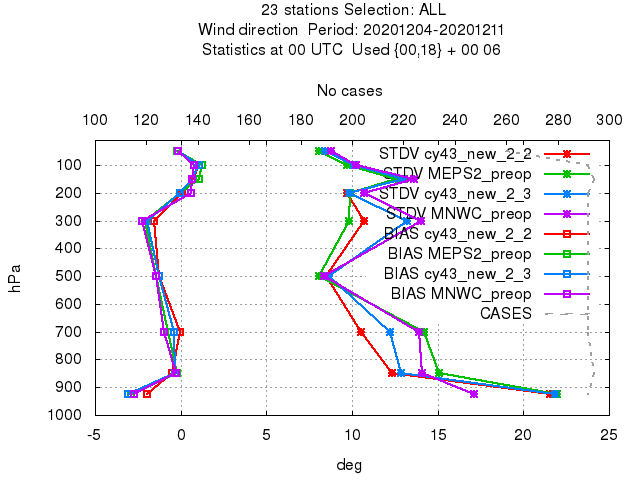 23 stations Selection: ALL
Wind direction  Period: 20201204-20201211
Statistics at 00 UTC  Used {00,18} + 00 06
No cases
100 120 140 160 180 200 220 240 260 280 300
STDV cy43_new_2_2
STDV MEPS2_preop
STDV cy43_new_2_3
STDV MNWC_preop
BIAS cy43_new_2_2
BIAS MEPS2_preop
BIAS cy43_new_2_3
BIAS MNWC_preop
CASES
hPa
100
200
300
400
500
600
700
800
900
1000
-5 0 5 10 15 20 25
deg